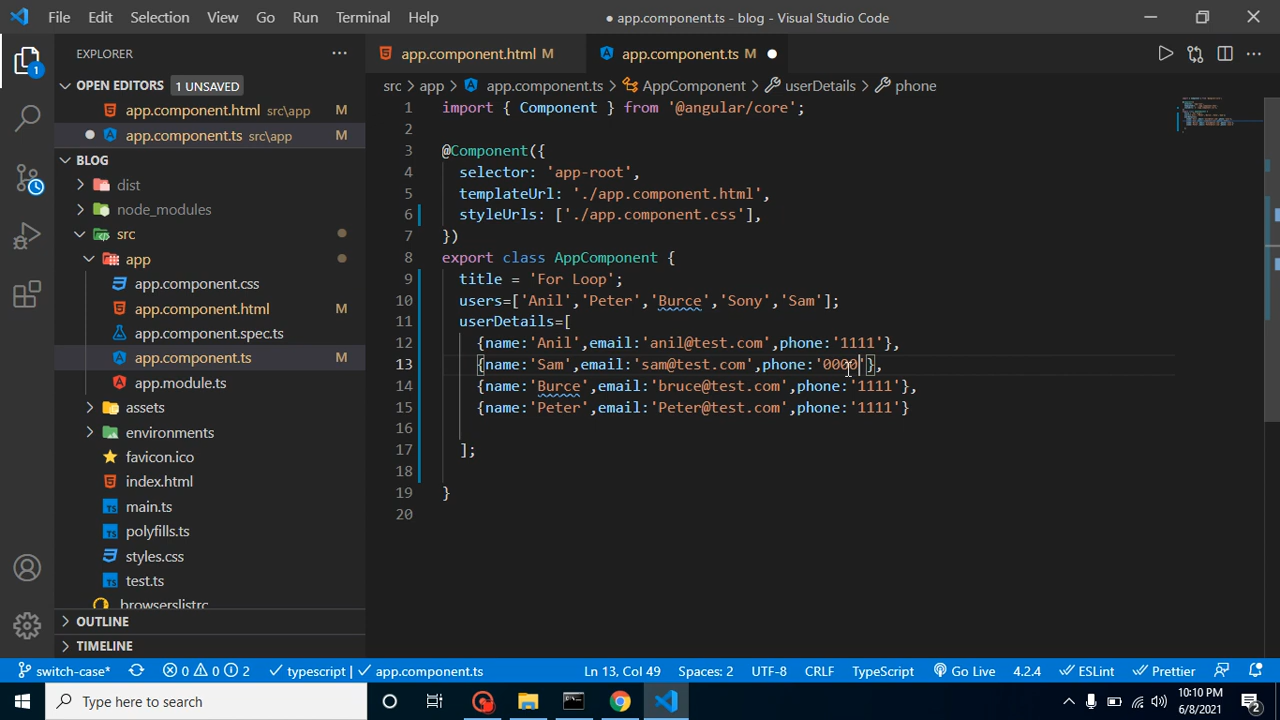 File Edit Selection View Go Run Terminal Help ● app.component.ts - blog - Visual Studio Code
EXPLORER ···
app.component.html M app.component.ts M ●
OPEN EDITORS 1 UNSAVED
src > app > app.component.ts > AppComponent > userDetails > phone
app.component.html src\app M
● app.component.ts src\app M
BLOG
dist
node_modules
src
app
app.component.css
app.component.html M
app.component.spec.ts
app.component.ts M
app.module.ts
assets
environments
favicon.ico
index.html
main.ts
polyfills.ts
styles.css
test.ts
.browserslistrc
OUTLINE
TIMELINE
1 import { Component } from '@angular/core';
2
3 @Component({
4 selector: 'app-root',
5 templateUrl: './app.component.html',
6 styleUrls: ['./app.component.css'],
7 })
8 export class AppComponent {
9 title = 'For Loop';
10 users=['Anil','Peter','Burce','Sony','Sam'];
11 userDetails=[
12 {name:'Anil',email:'anil@test.com',phone:'1111'},
13 {name:'Sam',email:'sam@test.com',phone:'0000'},
14 {name:'Burce',email:'bruce@test.com',phone:'1111'},
15 {name:'Peter',email:'Peter@test.com',phone:'1111'}
16
17 ];
18
19 }
20
1
switch-case* 0 0 2 typescript | app.component.ts Ln 13, Col 49 Spaces: 2 UTF-8 CRLF TypeScript Go Live 4.2.4 ESLint Prettier
Type here to search 10:10 PM
6/8/2021 2